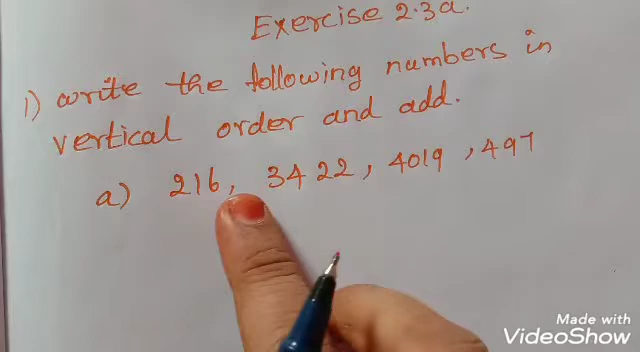 Exercise 2.3a.
1) write the following numbers in
vertical order and add.
a) 216, 3422, 4019, 497
Made with
VideoShow